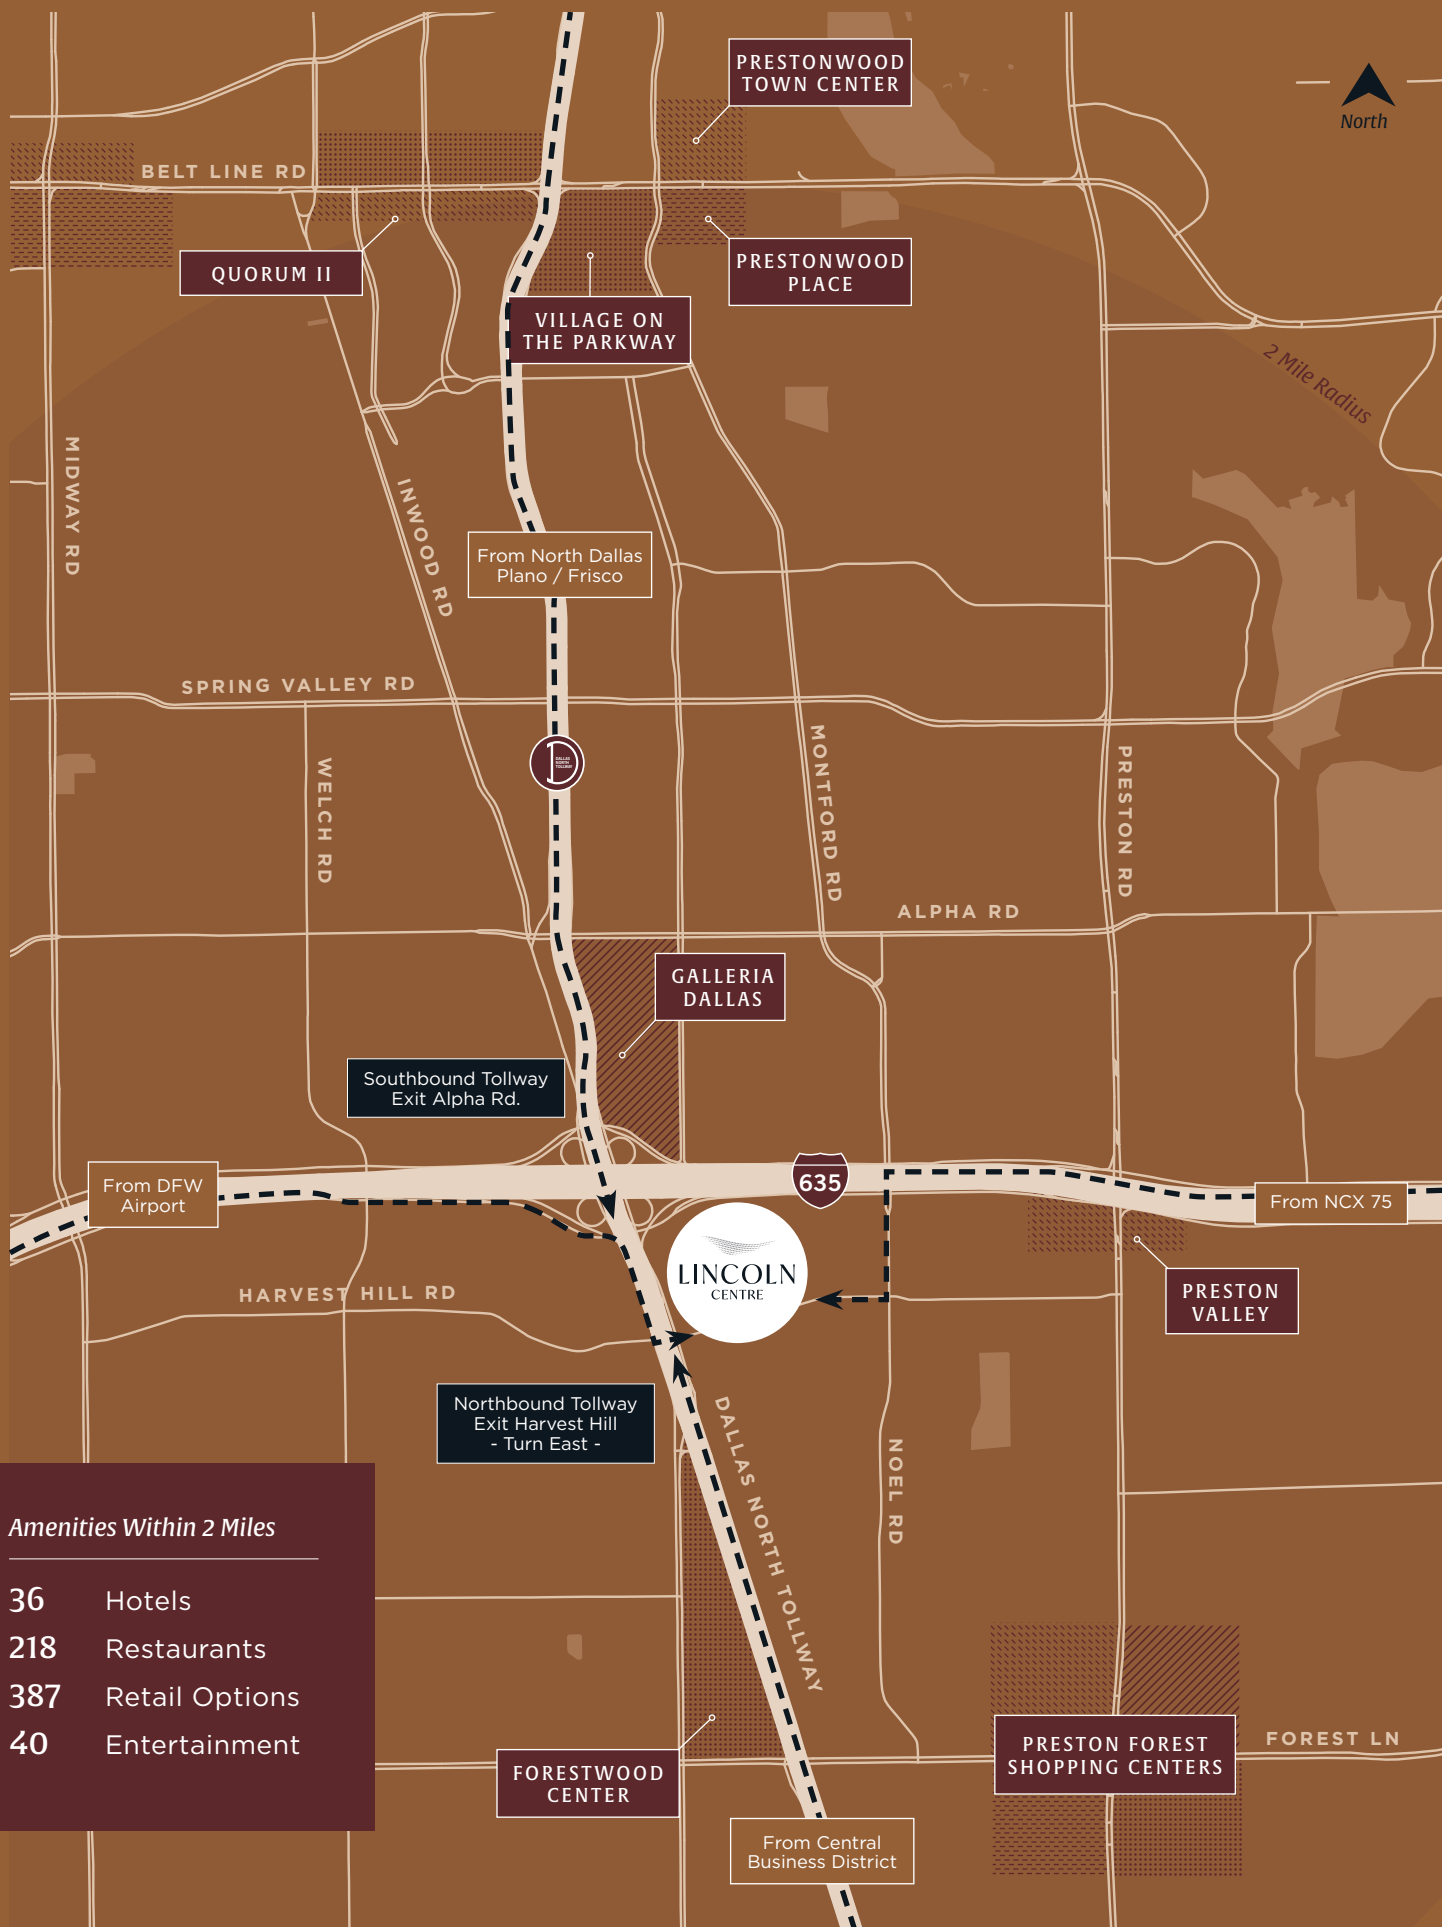 PRESTONWOOD
TOWN CENTER
North
BELT LINE RD
QUORUM II
PRESTONWOOD
PLACE
VILLAGE ON
THE PARKWAY
2 Mile Radius
MIDWAY RD
INWOOD RD
From North Dallas
Plano / Frisco
SPRING VALLEY RD
DALLAS
NORTH
TOLLWAY
WELCH RD
MONTFORD RD
PRESTON RD
ALPHA RD
GALLERIA
DALLAS
Southbound Tollway
Exit Alpha Rd.
From DFW
Airport
635
From NCX 75
LINCOLN
CENTRE
HARVEST HILL RD
PRESTON
VALLEY
Northbound Tollway
Exit Harvest Hill
- Turn East -
DALLAS NORTH TOLLWAY
NOEL RD
Amenities Within 2 Miles
36 Hotels
218 Restaurants
387 Retail Options
40 Entertainment
FORESTWOOD
CENTER
PRESTON FOREST
SHOPPING CENTERS
FOREST LN
From Central
Business District